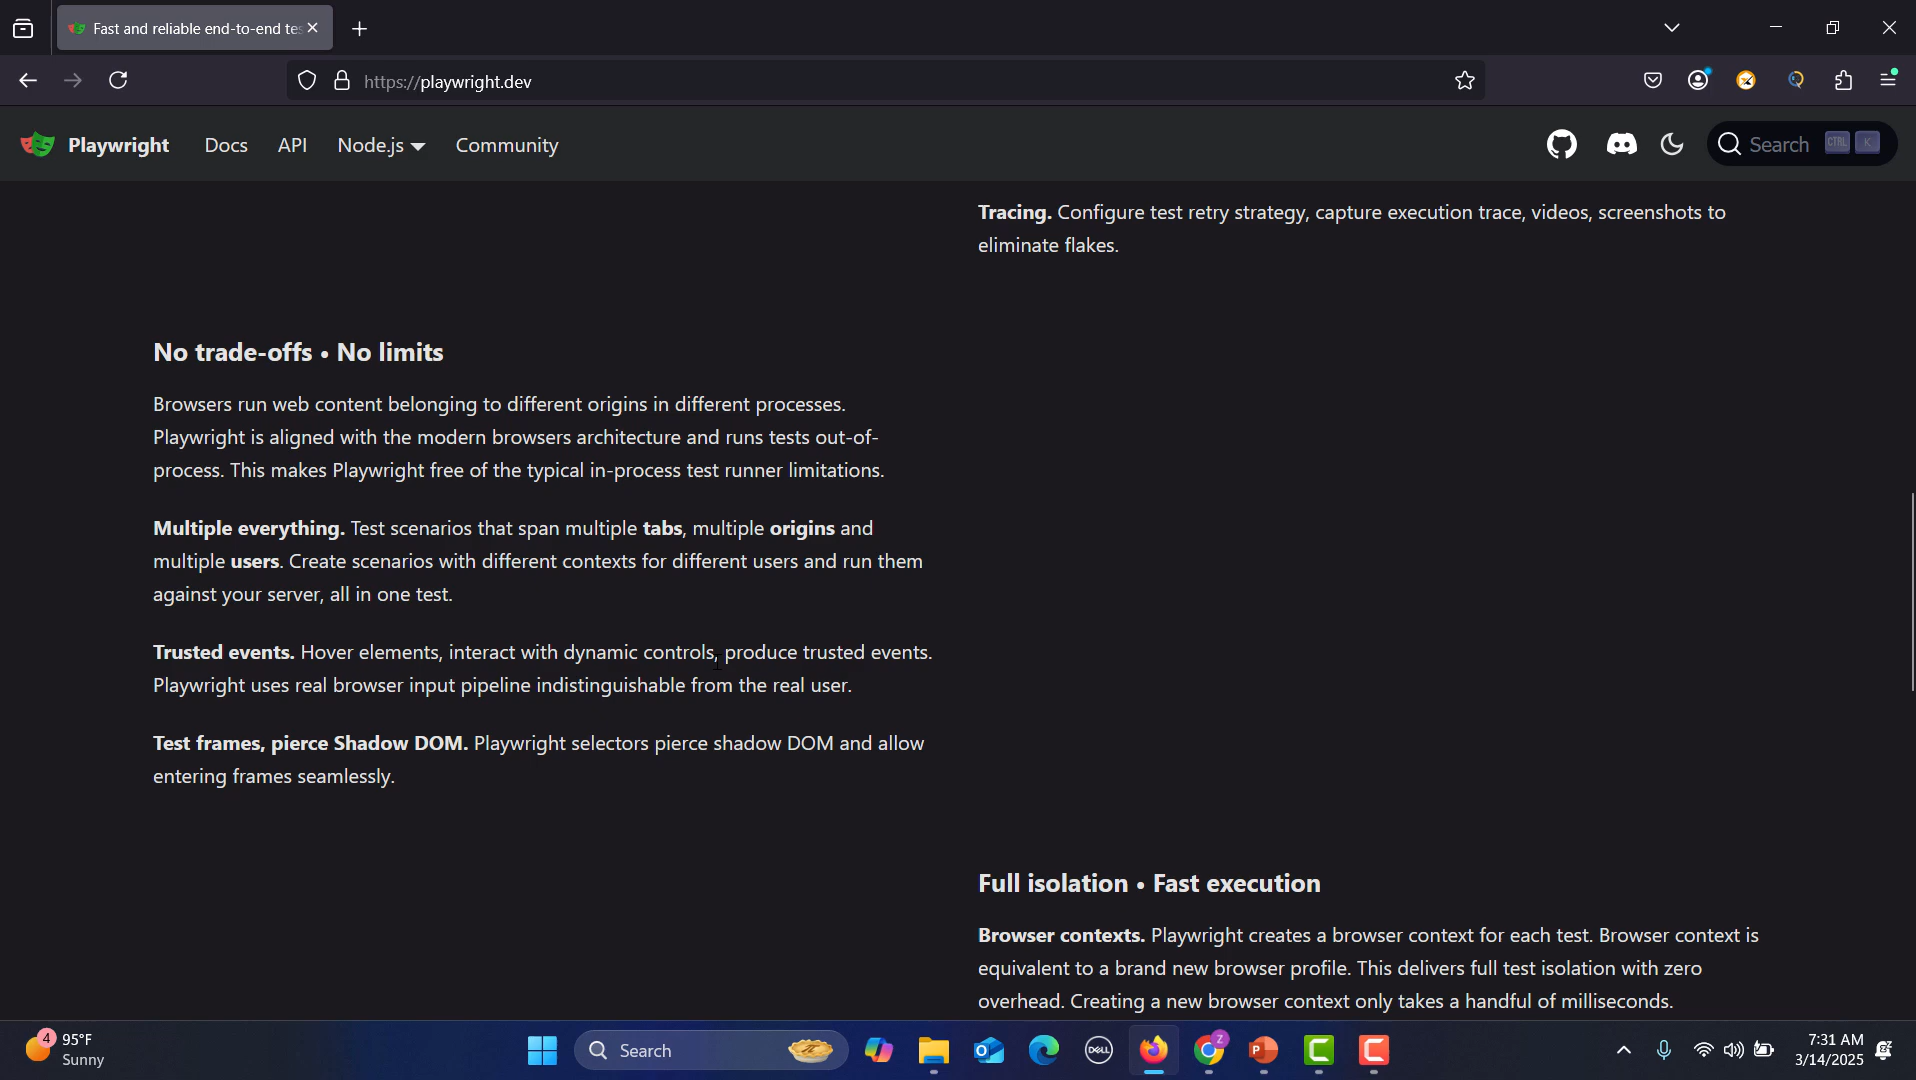 Fast and reliable end-to-end tes
https://playwright.dev
Playwright
Docs
API
Node.js
Community
Search
CTRL
K
Tracing. Configure test retry strategy, capture execution trace, videos, screenshots to
eliminate flakes.
No trade-offs • No limits
Browsers run web content belonging to different origins in different processes.
Playwright is aligned with the modern browsers architecture and runs tests out-of-
process. This makes Playwright free of the typical in-process test runner limitations.
Multiple everything. Test scenarios that span multiple tabs, multiple origins and
multiple users. Create scenarios with different contexts for different users and run them
against your server, all in one test.
Trusted events. Hover elements, interact with dynamic controls, produce trusted events.
Playwright uses real browser input pipeline indistinguishable from the real user.
Test frames, pierce Shadow DOM. Playwright selectors pierce shadow DOM and allow
entering frames seamlessly.
Full isolation • Fast execution
Browser contexts. Playwright creates a browser context for each test. Browser context is
equivalent to a brand new browser profile. This delivers full test isolation with zero
overhead. Creating a new browser context only takes a handful of milliseconds.
4
95°F
Sunny
Search
DELL
Z
P
C
C
7:31 AM
3/14/2025